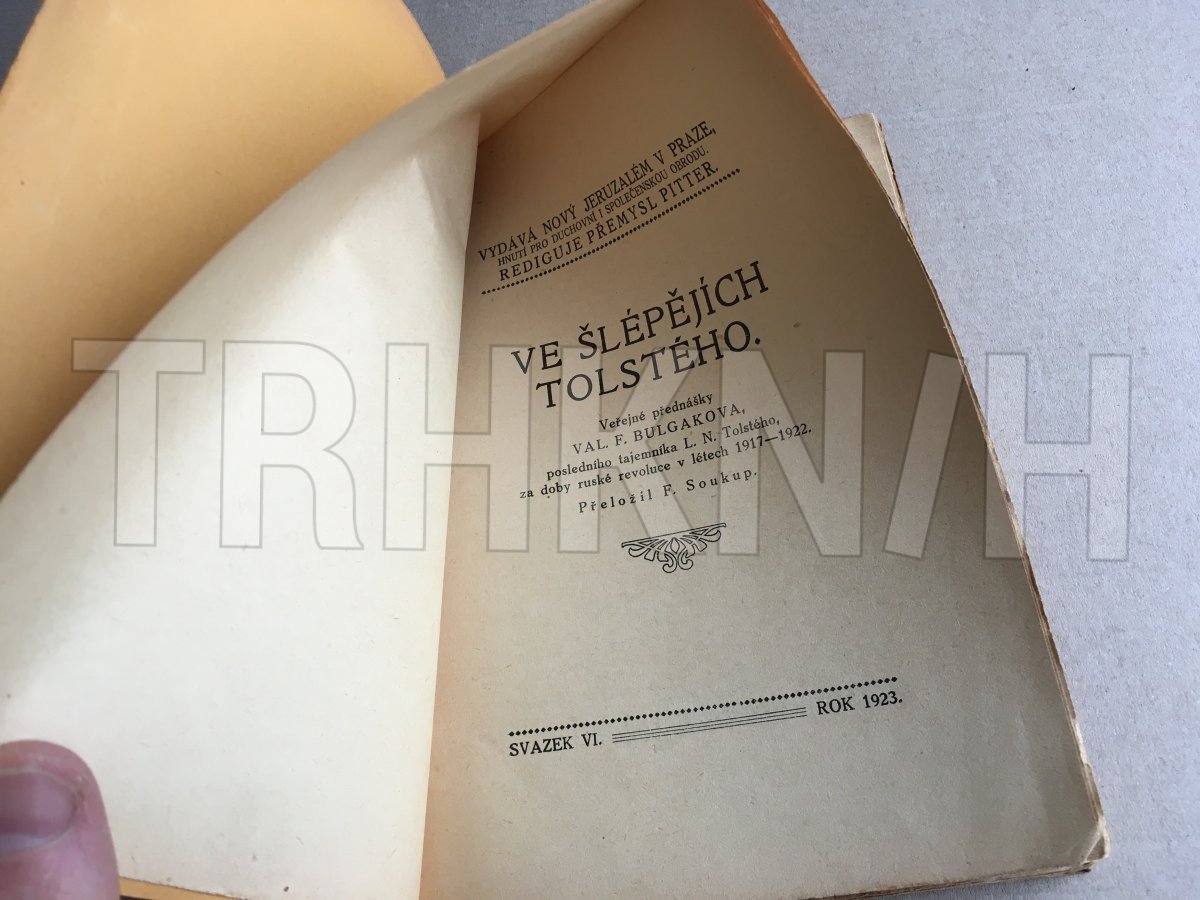 VYDÁVÁ NOVÝ JERUZALÉM V PRAZE,
HNUTÍ PRO DUCHOVNÍ I SPOLEČENSKOU OBRODU.
REDIGUJE PŘEMYSL PITTER.
VE ŠLÉPĚJÍCH
TOLSTÉHO.
Veřejné přednášky
VAL. F. BULGAKOVA,
posledního tajemníka L. N. Tolstého,
za doby ruské revoluce v létech 1917—1922.
Přeložil F. Soukup.
SVAZEK VI. ROK 1923.
TRHKN/H